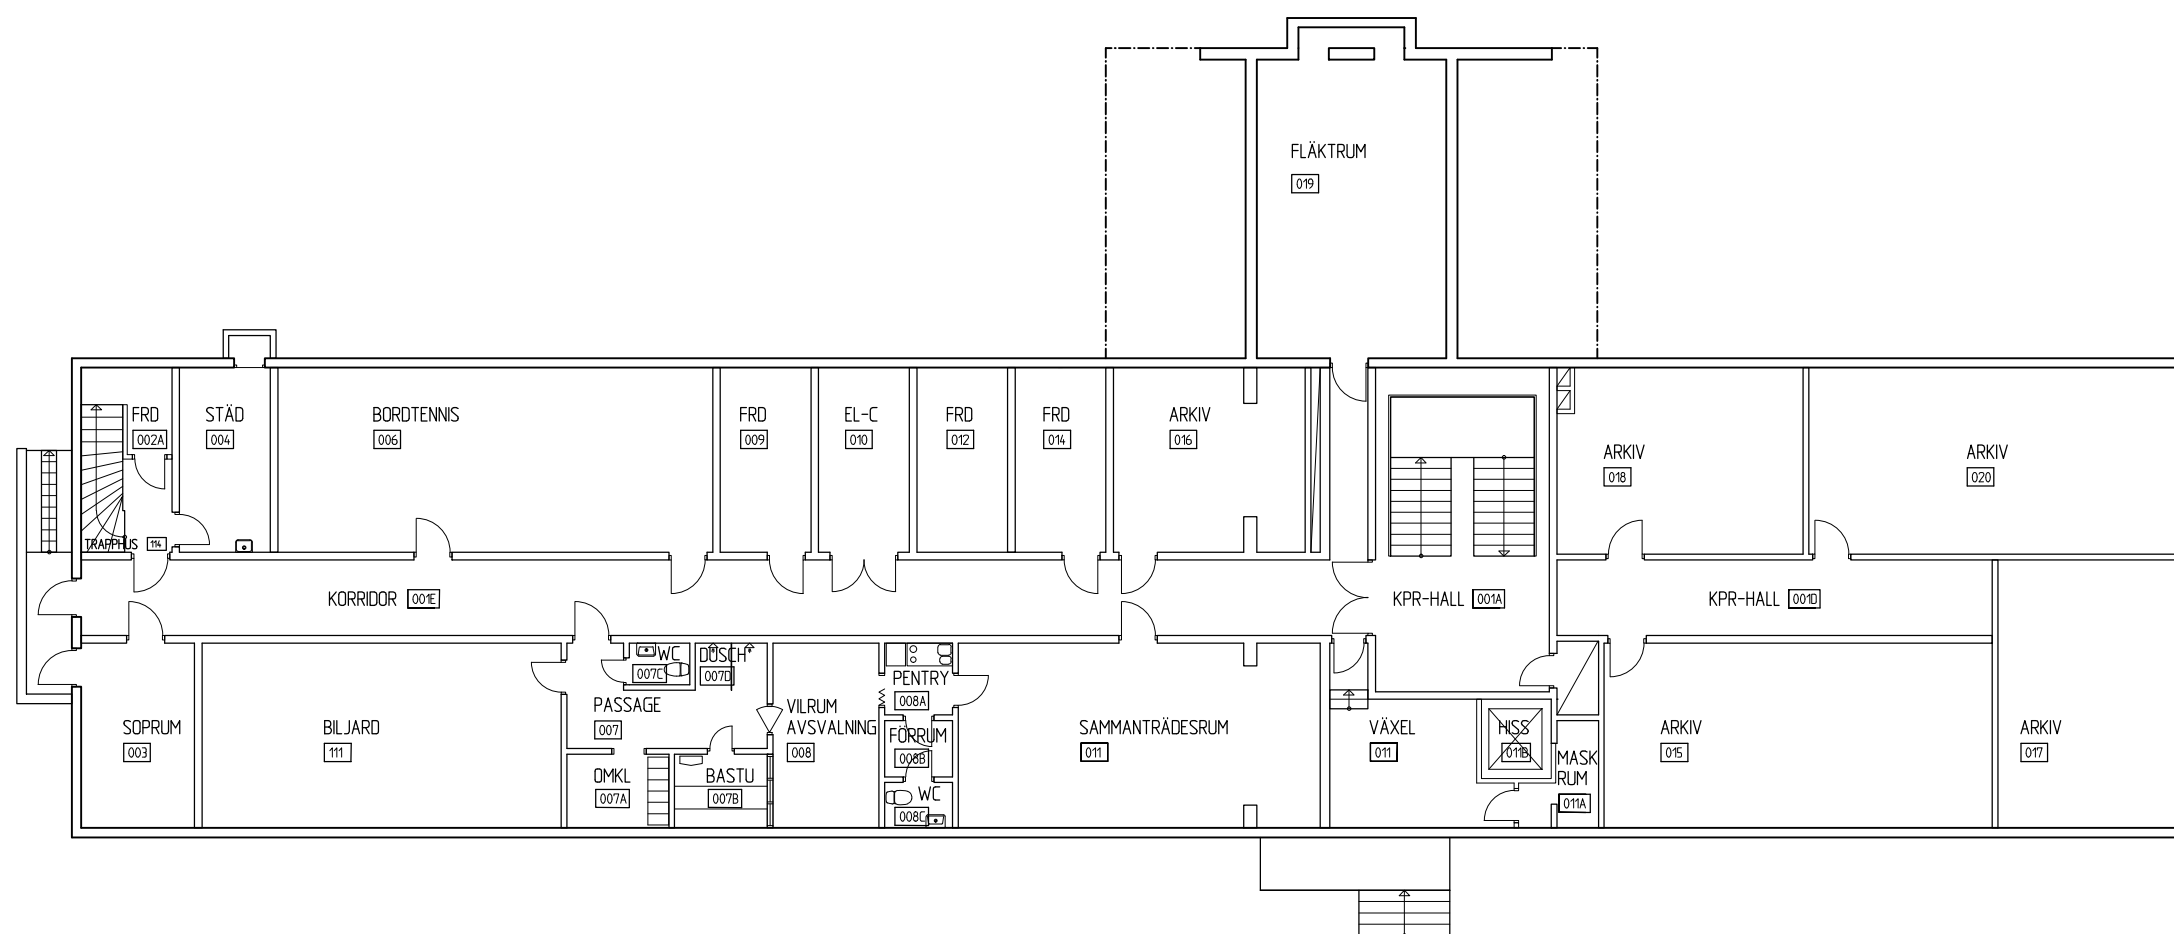 FLÄKTRUM
019
FRD
002A
STÄD
004
BORDTENNIS
006
FRD
009
EL-C
010
FRD
012
FRD
014
ARKIV
016
ARKIV
018
ARKIV
020
TRAPPHUS 114
KORRIDOR 001E
KPR-HALL 001A
KPR-HALL 001D
SOPRUM
003
BILJARD
111
PASSAGE
007
WC
007C
DUSCH
007D
OMKL
007A
BASTU
007B
VILRUM
AVSVALNING
008
PENTRY
008A
FÖRRUM
008B
WC
008C
SAMMANTRÄDESRUM
011
VÄXEL
011
HISS
011B
MASK
RUM
011A
ARKIV
015
ARKIV
017